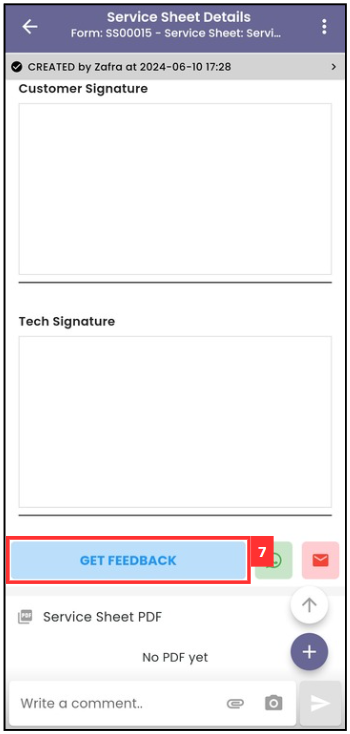 Service Sheet Details
Form: SS00015 - Service Sheet: Servi...
CREATED by Zafra at 2024-06-10 17:28
Customer Signature
Tech Signature
GET FEEDBACK
7
PDF
Service Sheet PDF
No PDF yet
Write a comment..